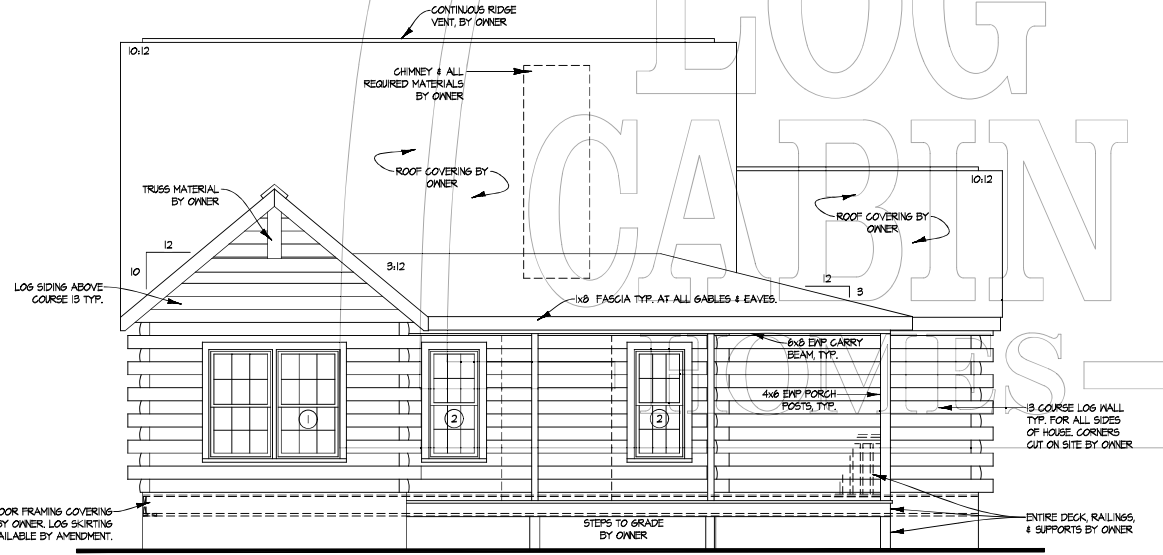 CONTINUOUS RIDGE
VENT, BY OWNER
10:12
CHIMNEY & ALL
REQUIRED MATERIALS
BY OWNER
LOG
CABIN
HOMES
ROOF COVERING BY
OWNER
10:12
TRUSS MATERIAL
BY OWNER
ROOF COVERING BY
OWNER
12
10
3:12
12
3
LOG SIDING ABOVE
COURSE 13 TYP.
1x8 FASCIA TYP. AT ALL GABLES & EAVES.
6x8 EWP CARRY
BEAM, TYP.
4x6 EWP PORCH
POSTS, TYP.
1
2
2
13 COURSE LOG WALL
TYP. FOR ALL SIDES
OF HOUSE. CORNERS
CUT ON SITE BY OWNER
OOR FRAMING COVERING
BY OWNER. LOG SKIRTING
AILABLE BY AMENDMENT.
STEPS TO GRADE
BY OWNER
ENTIRE DECK, RAILINGS,
& SUPPORTS BY OWNER